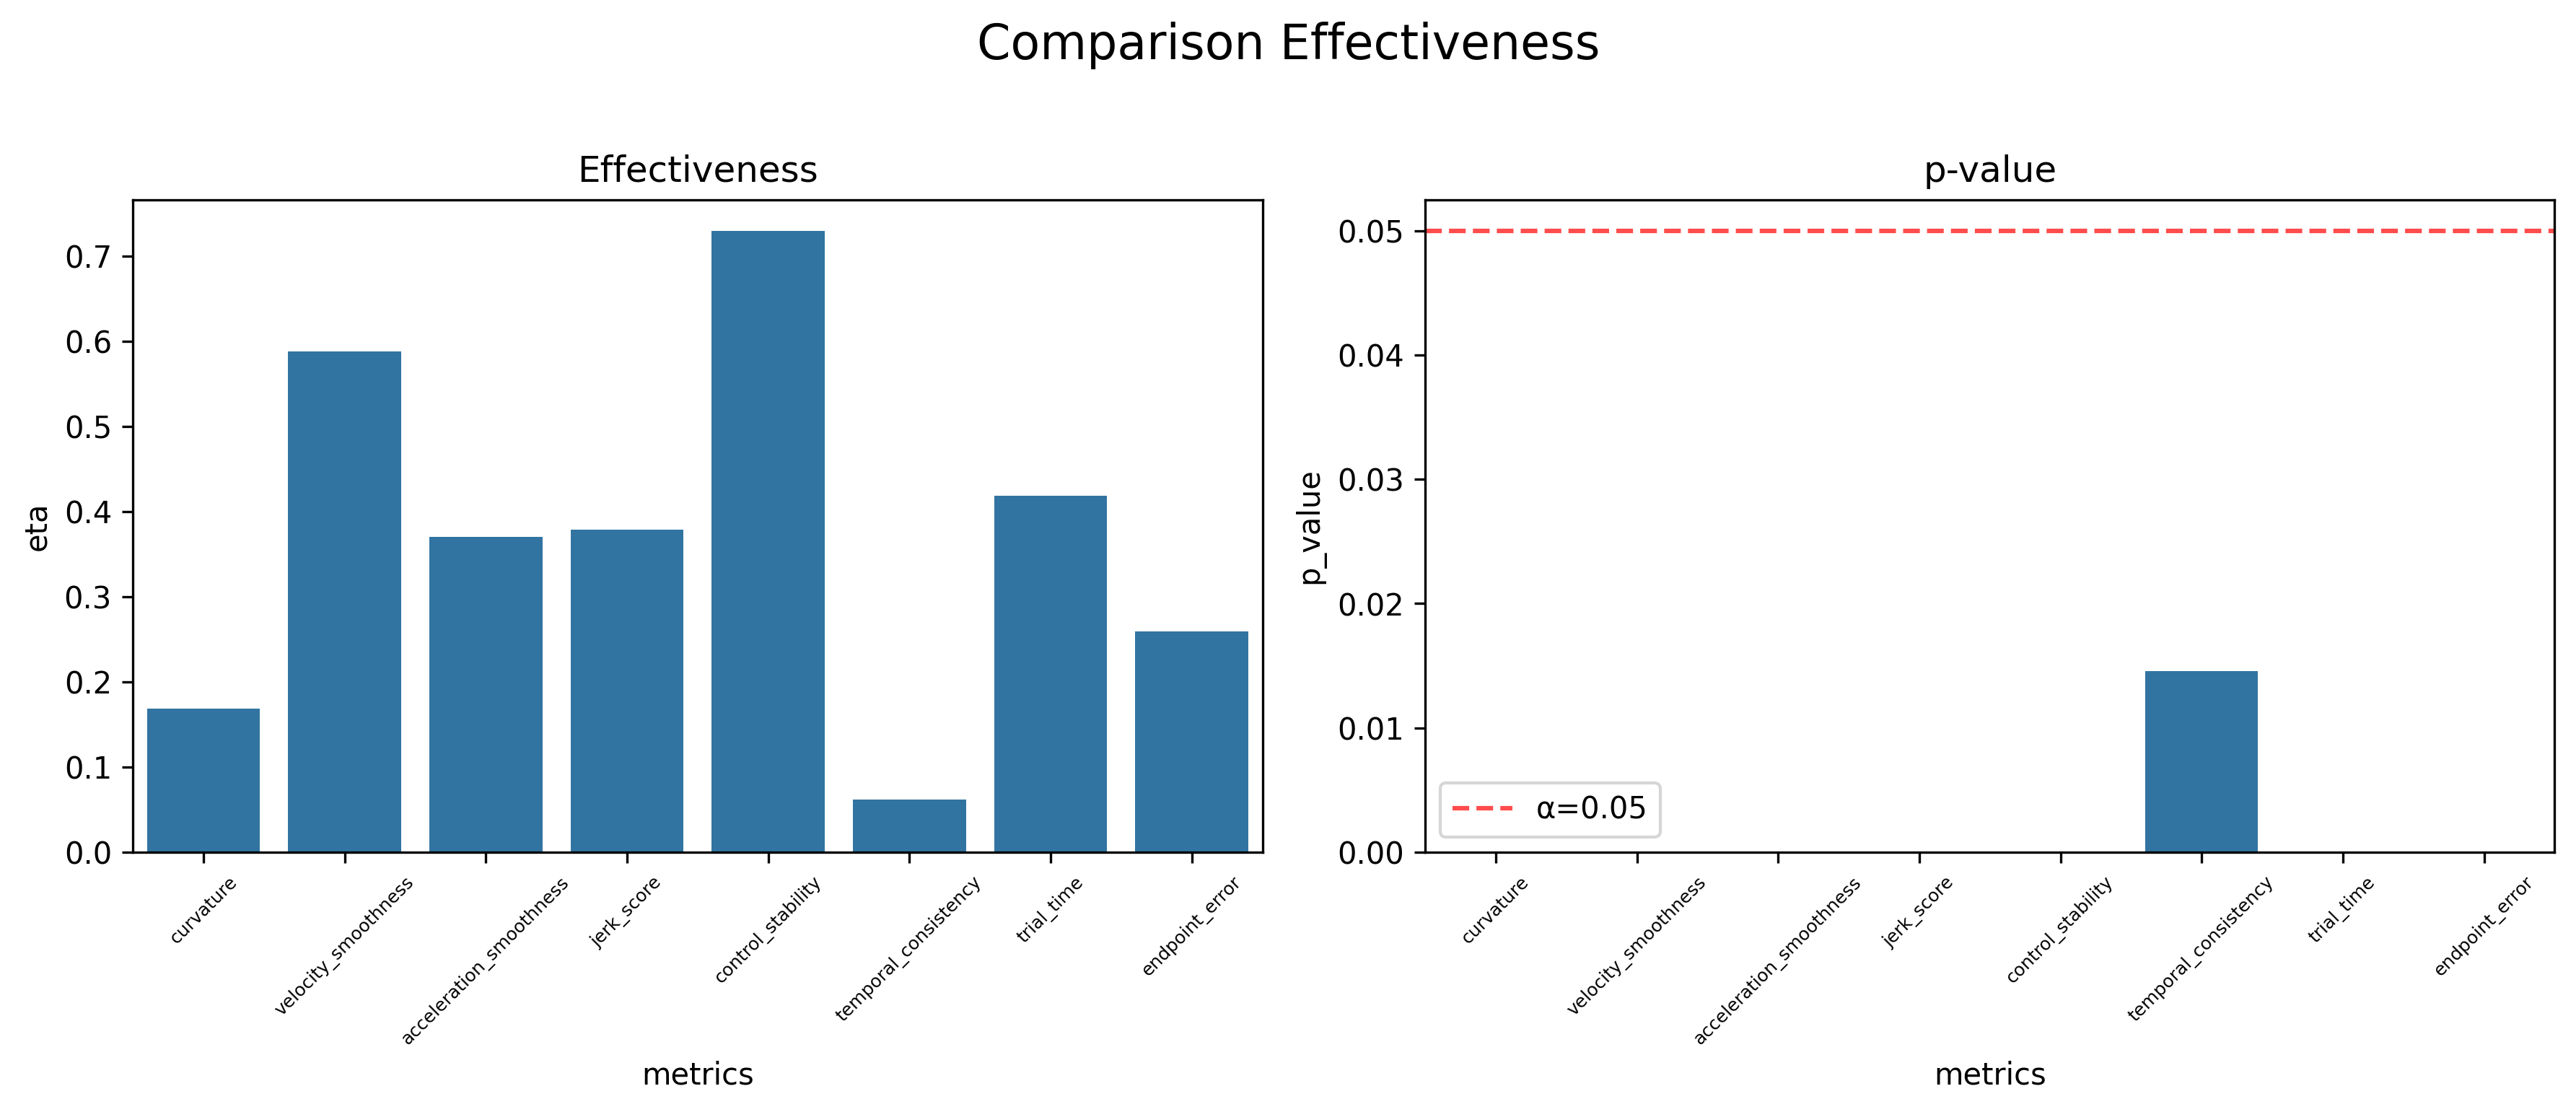 Comparison Effectiveness
Effectiveness
eta
0.7
0.6
0.5
0.4
0.3
0.2
0.1
0.0
curvature
velocity_smoothness
acceleration_smoothness
jerk_score
control_stability
temporal_consistency
trial_time
endpoint_error
metrics
p-value
p_value
0.05
0.04
0.03
0.02
0.01
0.00
α=0.05
curvature
velocity_smoothness
acceleration_smoothness
jerk_score
control_stability
temporal_consistency
trial_time
endpoint_error
metrics